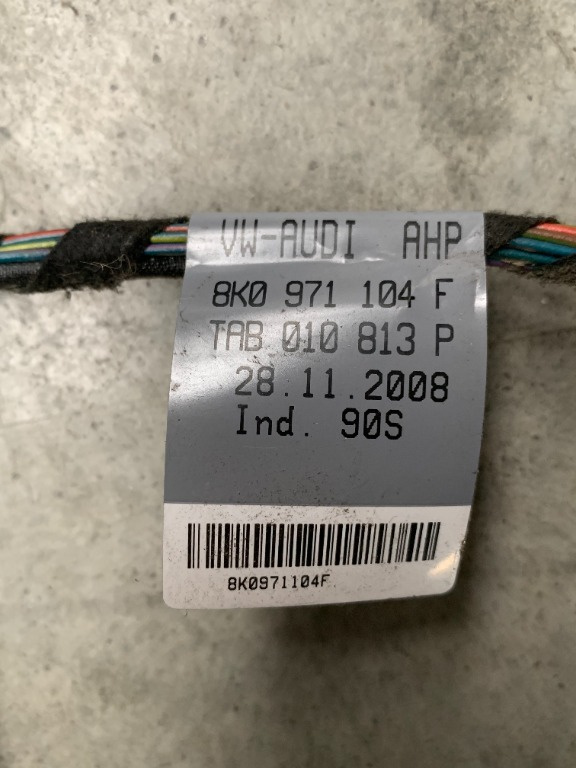 VW-AUDI AHP
8K0 971 104 F
TAB 010 813 P
28.11.2008
Ind. 90S
8K0971104F